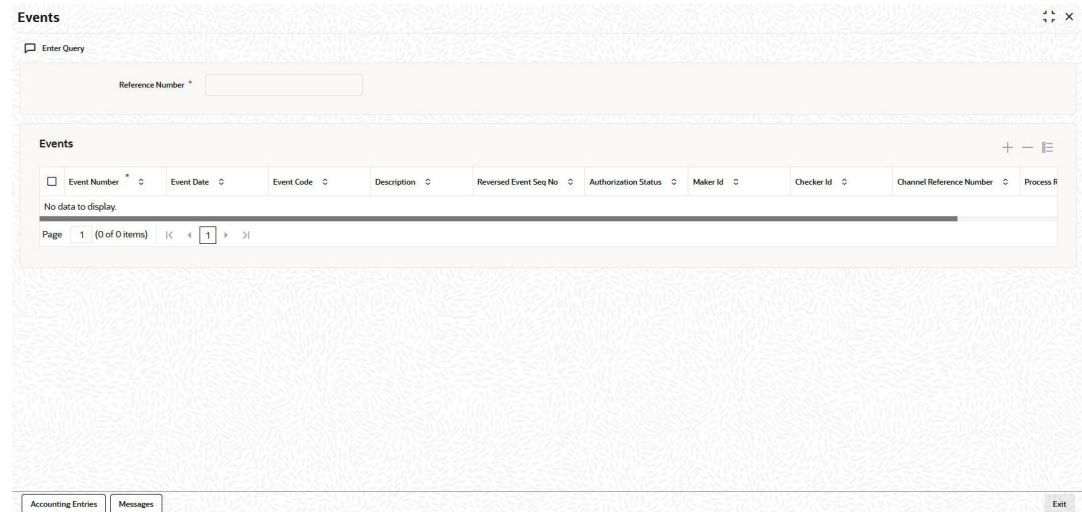 Events
Enter Query
Reference Number *
Events
Event Number * Event Date Event Code Description Reversed Event Seq No Authorization Status Maker Id Checker Id Channel Reference Number Process R
No data to display.
Page 1 (0 of 0 items) 1
Accounting Entries Messages Exit